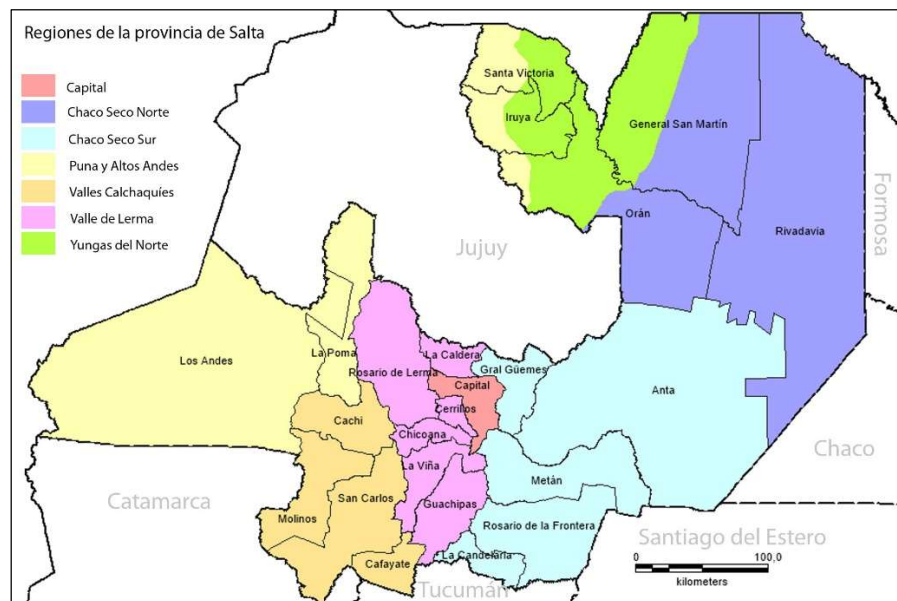 Regiones de la provincia de Salta
Capital
Chaco Seco Norte
Chaco Seco Sur
Puna y Altos Andes
Valles Calchaquíes
Valle de Lerma
Yungas del Norte
Santa Victoria
Iruya
General San Martín
Orán
Rivadavia
Formosa
Jujuy
Los Andes
La Poma
Rosario de Lerma
La Caldera
Gral Güemes
Capital
Cerrillos
Anta
Cachi
Chicoana
La Viña
Metán
Chaco
Catamarca
Molinos
San Carlos
Guachipas
Rosario de la Frontera
Santiago del Estero
La Candelaria
Cafayate
Tucumán
0 100,0
kilometers